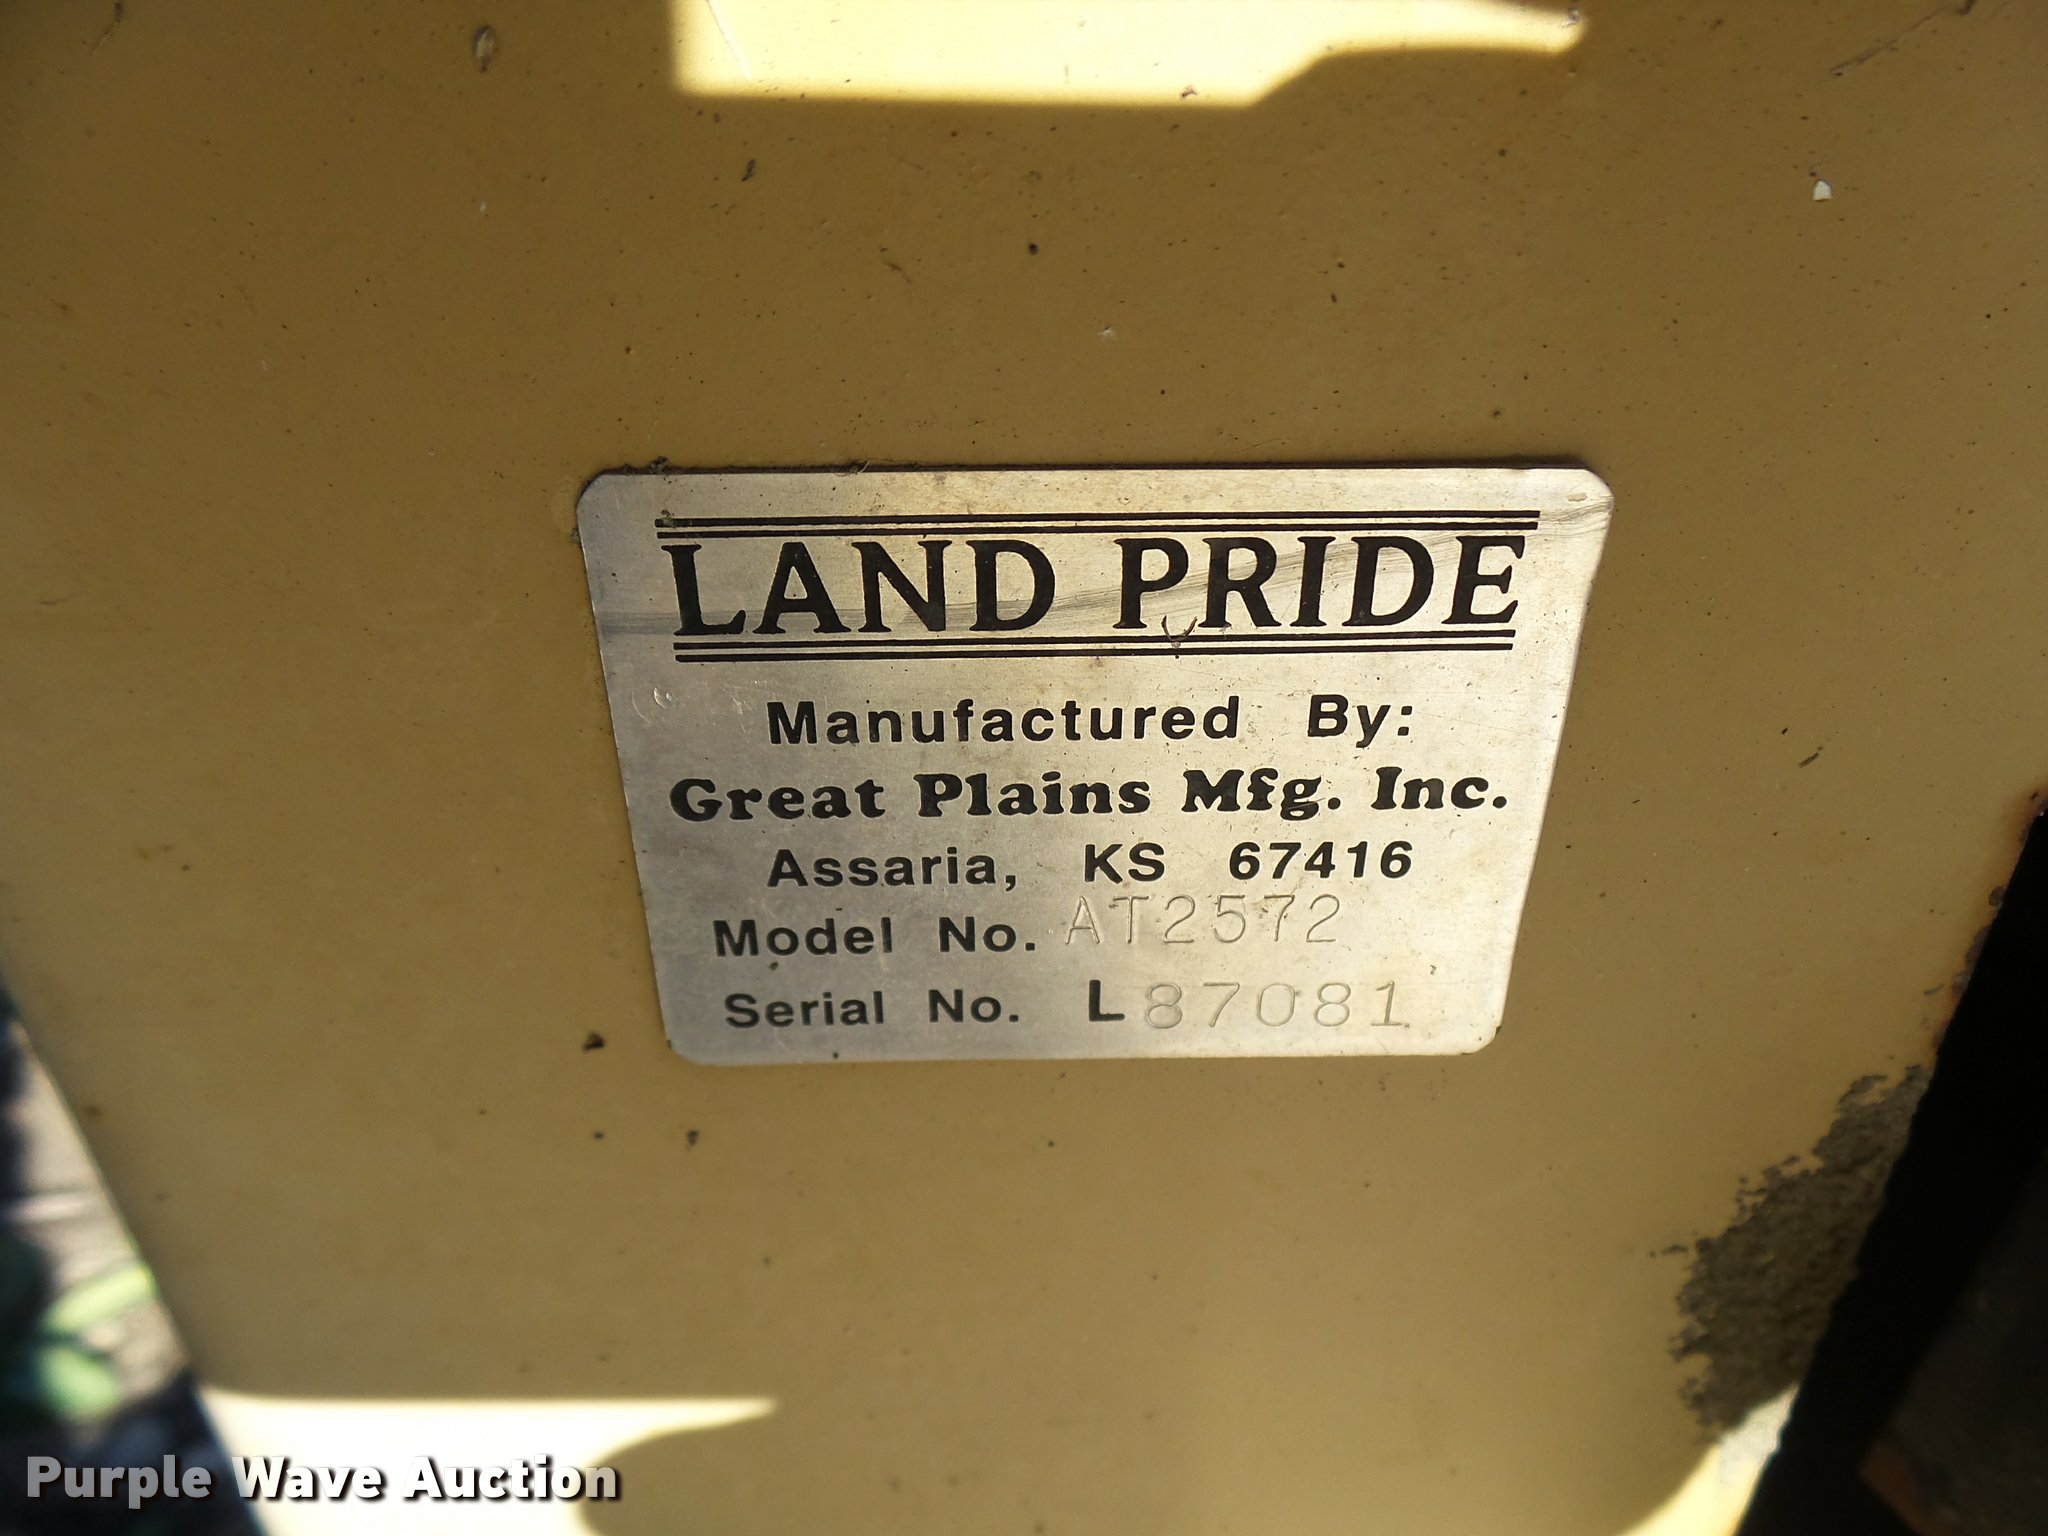 LAND PRIDE
Manufactured By:
Great Plains Mfg. Inc.
Assaria, KS 67416
Model No. AT2572
Serial No. L87081
Purple Wave Auction